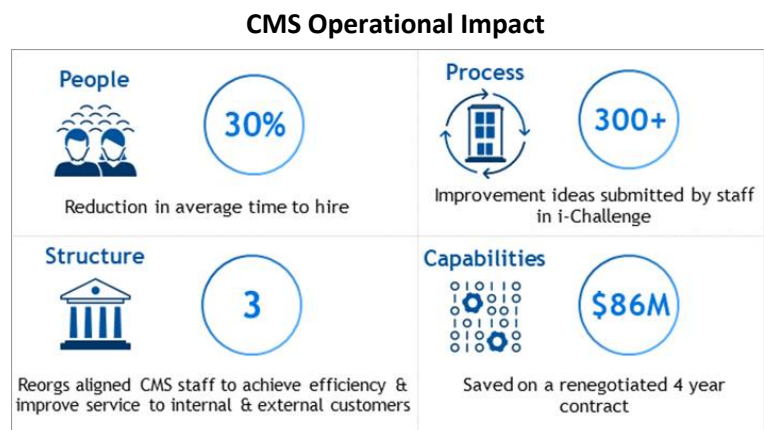 CMS Operational Impact
People
30%
Reduction in average time to hire
Process
300+
Improvement ideas submitted by staff
in i-Challenge
Structure
3
Reorgs aligned CMS staff to achieve efficiency &
improve service to internal & external customers
Capabilities
$86M
Saved on a renegotiated 4 year
contract